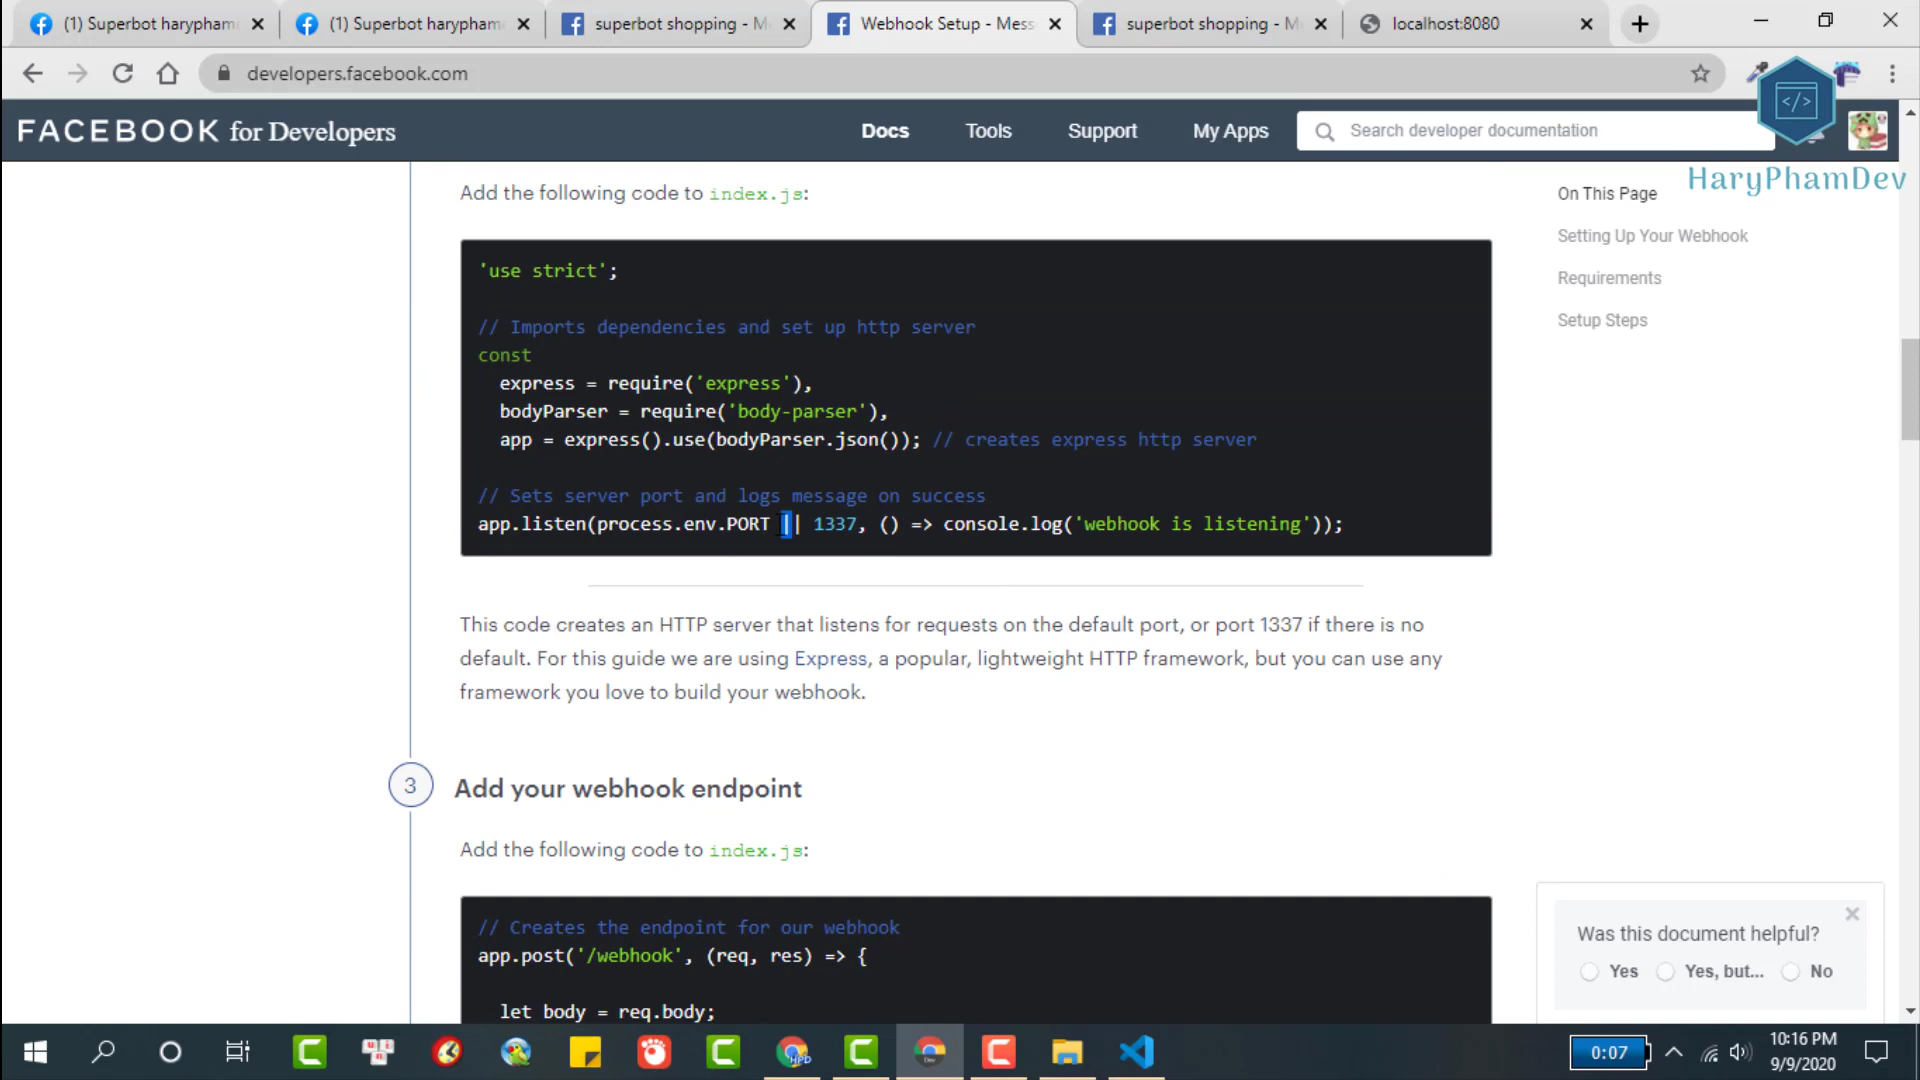 (1) Superbot harypham
(1) Superbot harypham
superbot shopping - M
Webhook Setup - Mess
superbot shopping - M
localhost:8080
developers.facebook.com
FACEBOOK for Developers
Docs
Tools
Support
My Apps
Search developer documentation
HaryPhamDev
Add the following code to index.js:
On This Page
Setting Up Your Webhook
Requirements
Setup Steps
'use strict';
// Imports dependencies and set up http server
const
express = require('express'),
bodyParser = require('body-parser'),
app = express().use(bodyParser.json()); // creates express http server
// Sets server port and logs message on success
app.listen(process.env.PORT || 1337, () => console.log('webhook is listening'));
This code creates an HTTP server that listens for requests on the default port, or port 1337 if there is no
default. For this guide we are using Express, a popular, lightweight HTTP framework, but you can use any
framework you love to build your webhook.
3
Add your webhook endpoint
Add the following code to index.js:
// Creates the endpoint for our webhook
app.post('/webhook', (req, res) => {
let body = req.body;
Was this document helpful?
Yes
Yes, but...
No
0:07
10:16 PM
9/9/2020